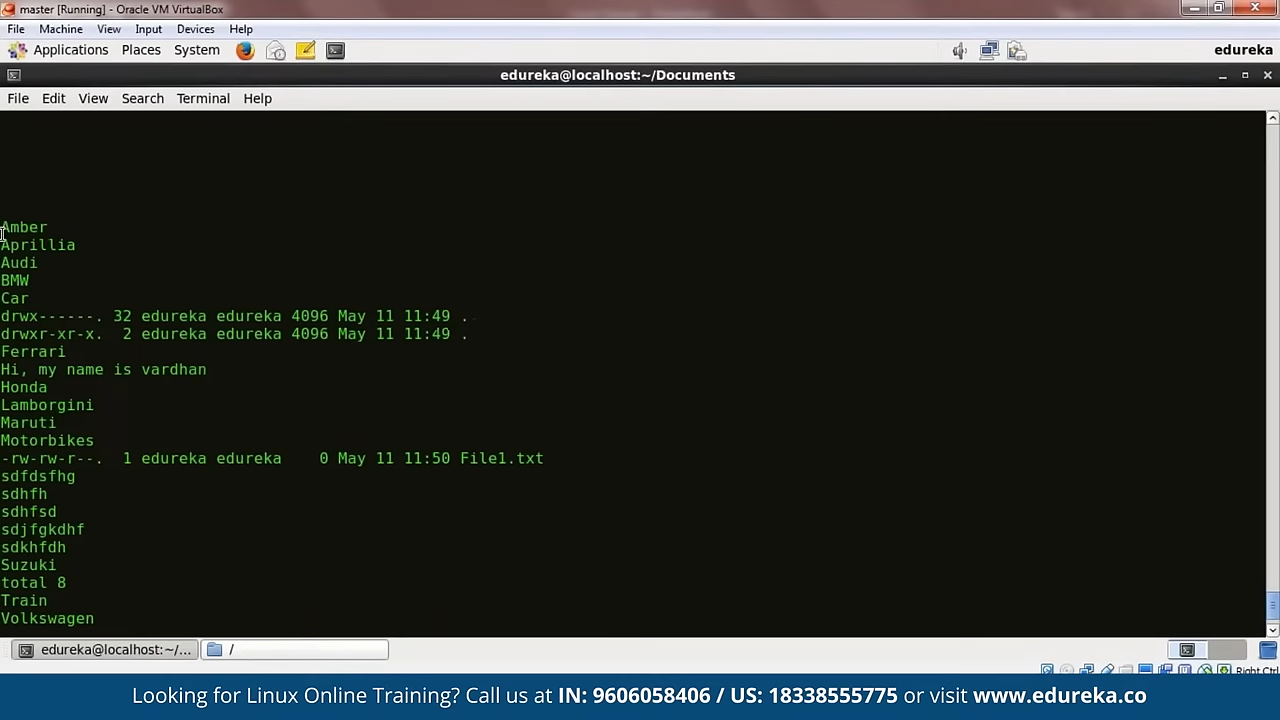 master [Running] - Oracle VM VirtualBox
File Machine View Input Devices Help
Applications Places System edureka
edureka@localhost:~/Documents
File Edit View Search Terminal Help
Amber
Aprillia
Audi
BMW
Car
drwx------. 32 edureka edureka 4096 May 11 11:49 .
drwxr-xr-x.  2 edureka edureka 4096 May 11 11:49 .
Ferrari
Hi, my name is vardhan
Honda
Lamborgini
Maruti
Motorbikes
-rw-rw-r--.  1 edureka edureka    0 May 11 11:50 File1.txt
sdfdsfhg
sdhfh
sdhfsd
sdjfgkdhf
sdkhfdh
Suzuki
total 8
Train
Volkswagen
edureka@localhost:~/... /
Right Ctrl
Looking for Linux Online Training? Call us at IN: 9606058406 / US: 18338555775 or visit www.edureka.co